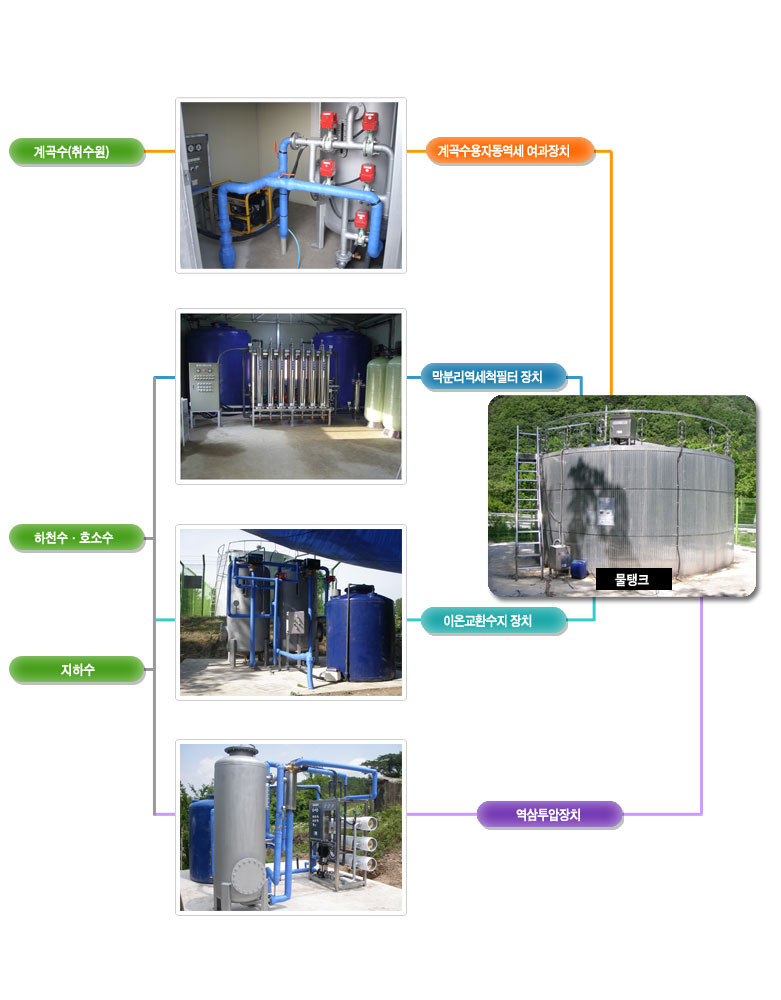 계곡수(취수원)
계곡수용자동역세 여과장치
막분리역세척필터 장치
물탱크
하천수 · 호소수
이온교환수지 장치
지하수
역삼투압장치